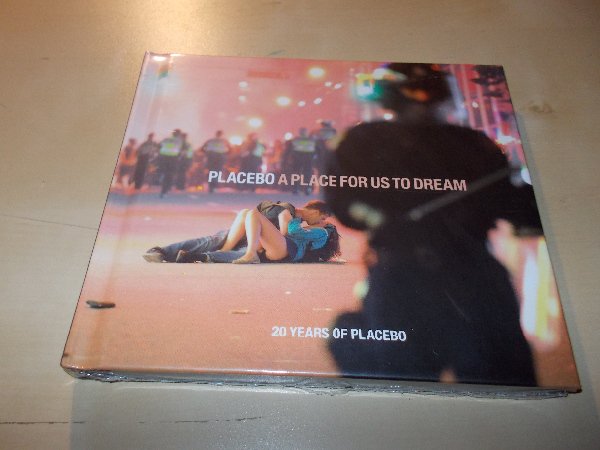 PLACEBO A PLACE FOR US TO DREAM
20 YEARS OF PLACEBO